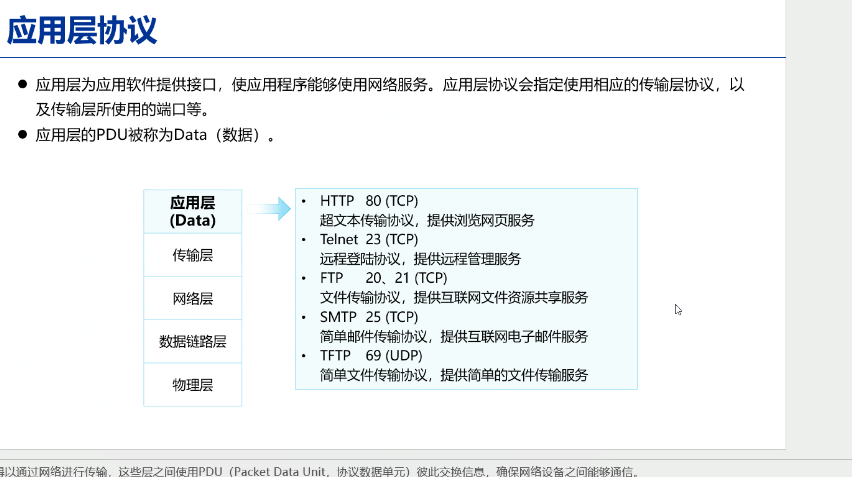 应用层协议
● 应用层为应用软件提供接口，使应用程序能够使用网络服务。应用层协议会指定使用相应的传输层协议，以
及传输层所使用的端口等。
● 应用层的PDU被称为Data（数据）。
应用层
(Data)
传输层
网络层
数据链路层
物理层
• HTTP 80 (TCP)
超文本传输协议，提供浏览网页服务
• Telnet 23 (TCP)
远程登陆协议，提供远程管理服务
• FTP 20、21 (TCP)
文件传输协议，提供互联网文件资源共享服务
• SMTP 25 (TCP)
简单邮件传输协议，提供互联网电子邮件服务
• TFTP 69 (UDP)
简单文件传输协议，提供简单的文件传输服务
得以通过网络进行传输，这些层之间使用PDU（Packet Data Unit，协议数据单元）彼此交换信息，确保网络设备之间能够通信。